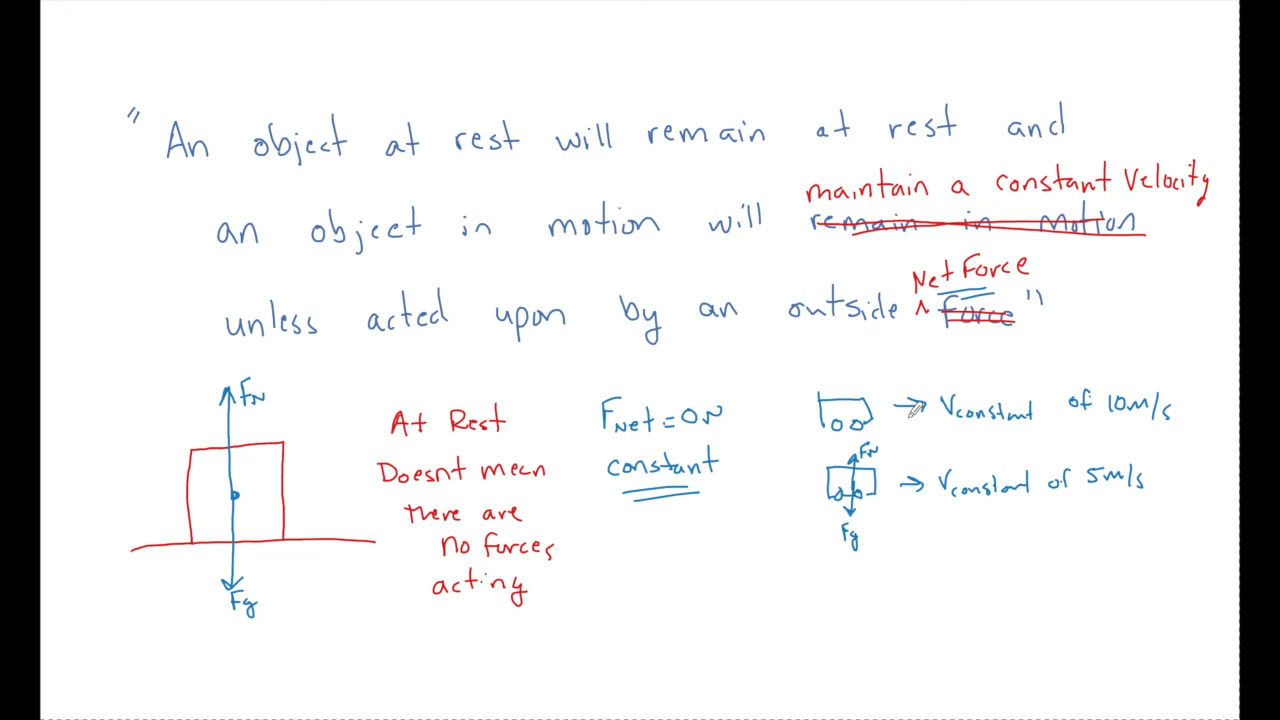 " An object at rest will remain at rest and
maintain a constant Velocity
an object in motion will remain in motion
Net Force
unless acted upon by an outside ^ force "
FN
At Rest
Doesnt mean
there are
no forces
acting
Fg
FNet = 0N
constant
→ Vconstant of 10m/s
FN
→ Vconstant of 5m/s
Fg